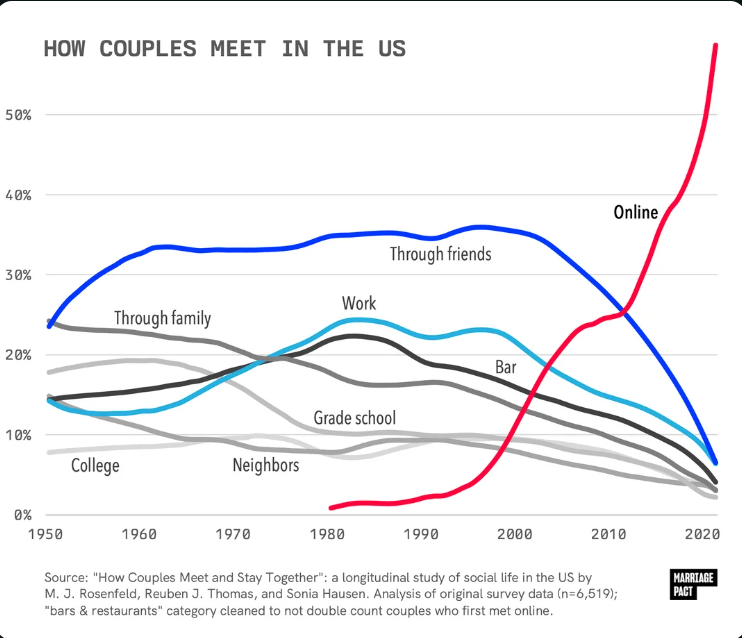 HOW COUPLES MEET IN THE US
50%
40%
Online
Through friends
30%
Work
Through family
20%
Bar
Grade school
10%
College
Neighbors
0%
1950 1960 1970 1980 1990 2000 2010 2020
Source: "How Couples Meet and Stay Together": a longitudinal study of social life in the US by
M. J. Rosenfeld, Reuben J. Thomas, and Sonia Hausen. Analysis of original survey data (n=6,519);
"bars & restaurants" category cleaned to not double count couples who first met online.
MARRIAGE
PACT